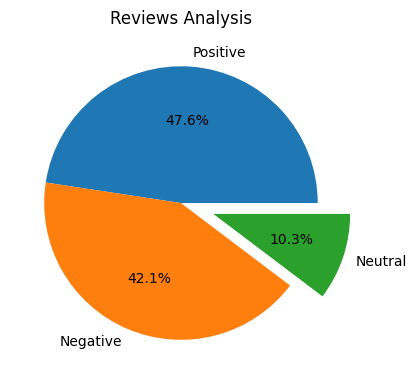 Reviews Analysis
Positive
47.6%
10.3%
Neutral
42.1%
Negative